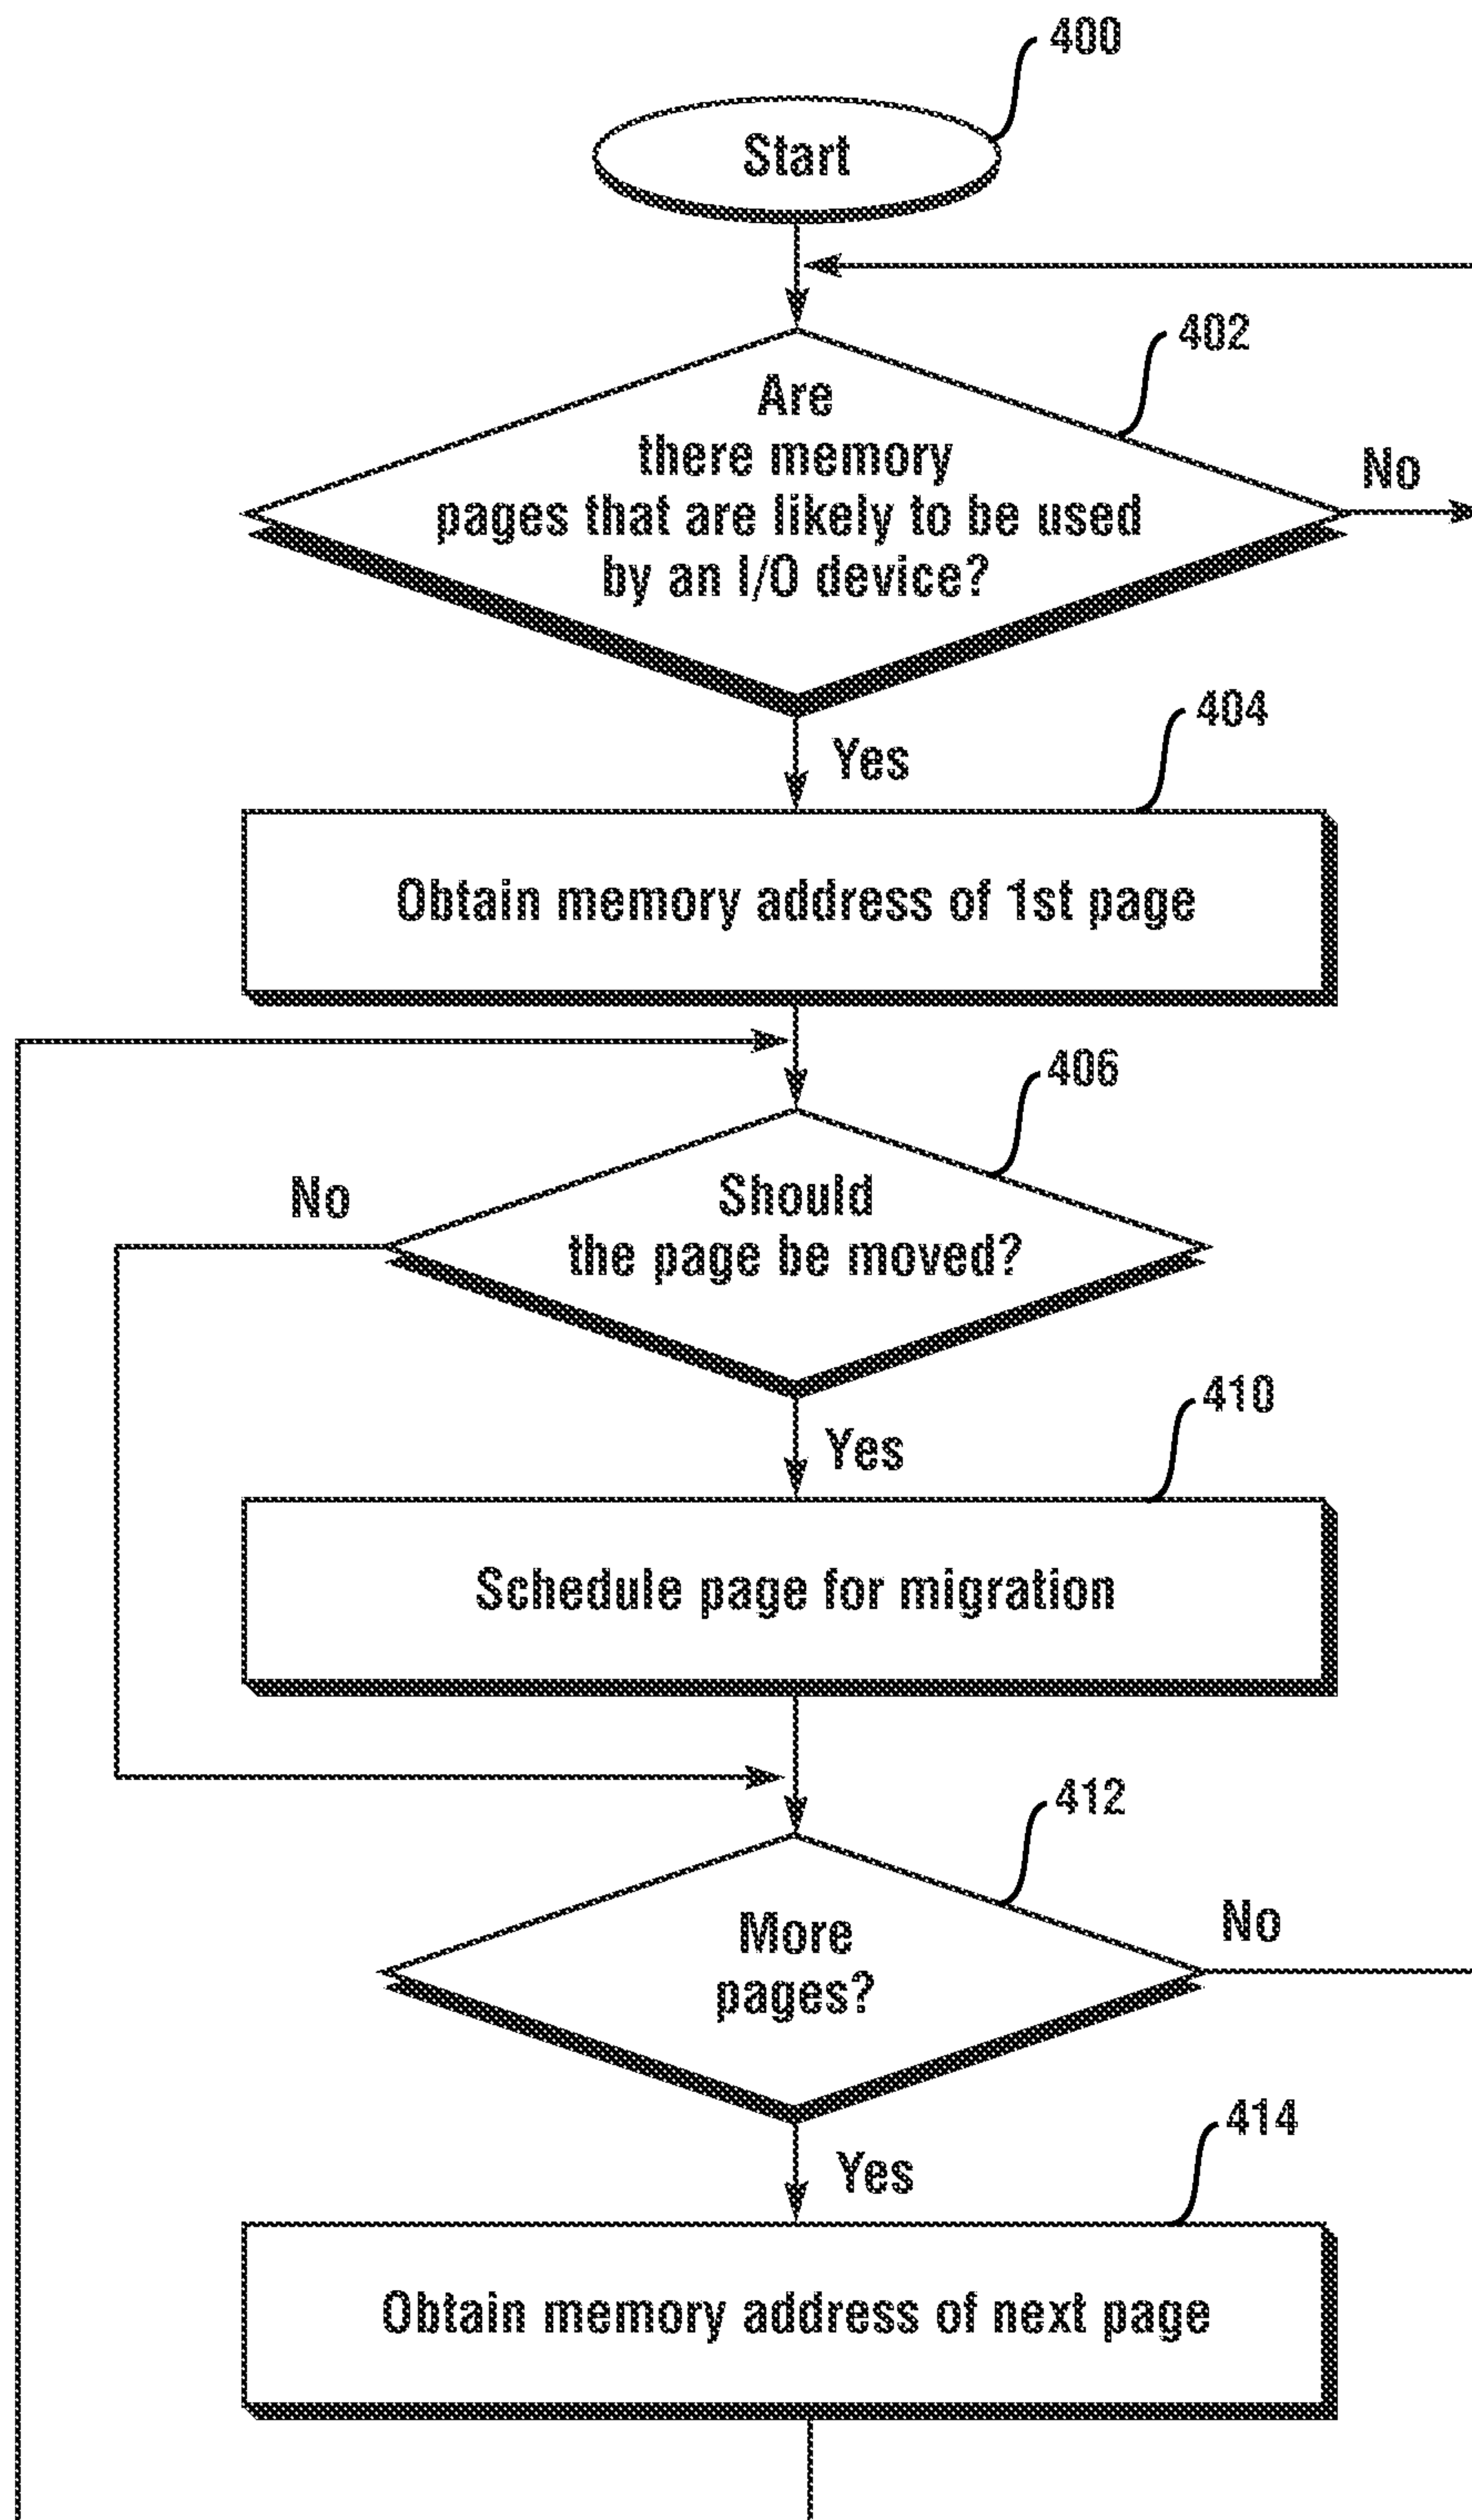 400
Start
402
Are
there memory
pages that are likely to be used
by an I/O device?
No
404
Yes
Obtain memory address of 1st page
406
No
Should
the page be moved?
410
Yes
Schedule page for migration
412
More
pages?
No
414
Yes
Obtain memory address of next page